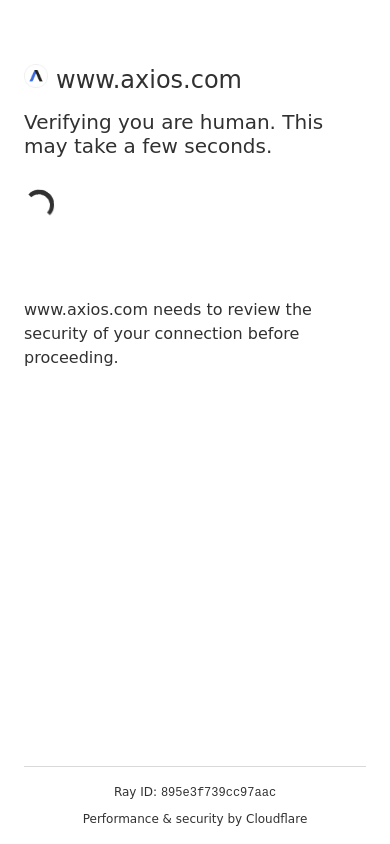 www.axios.com
Verifying you are human. This
may take a few seconds.
www.axios.com needs to review the
security of your connection before
proceeding.
Ray ID: 895e3f739cc97aac
Performance & security by Cloudflare